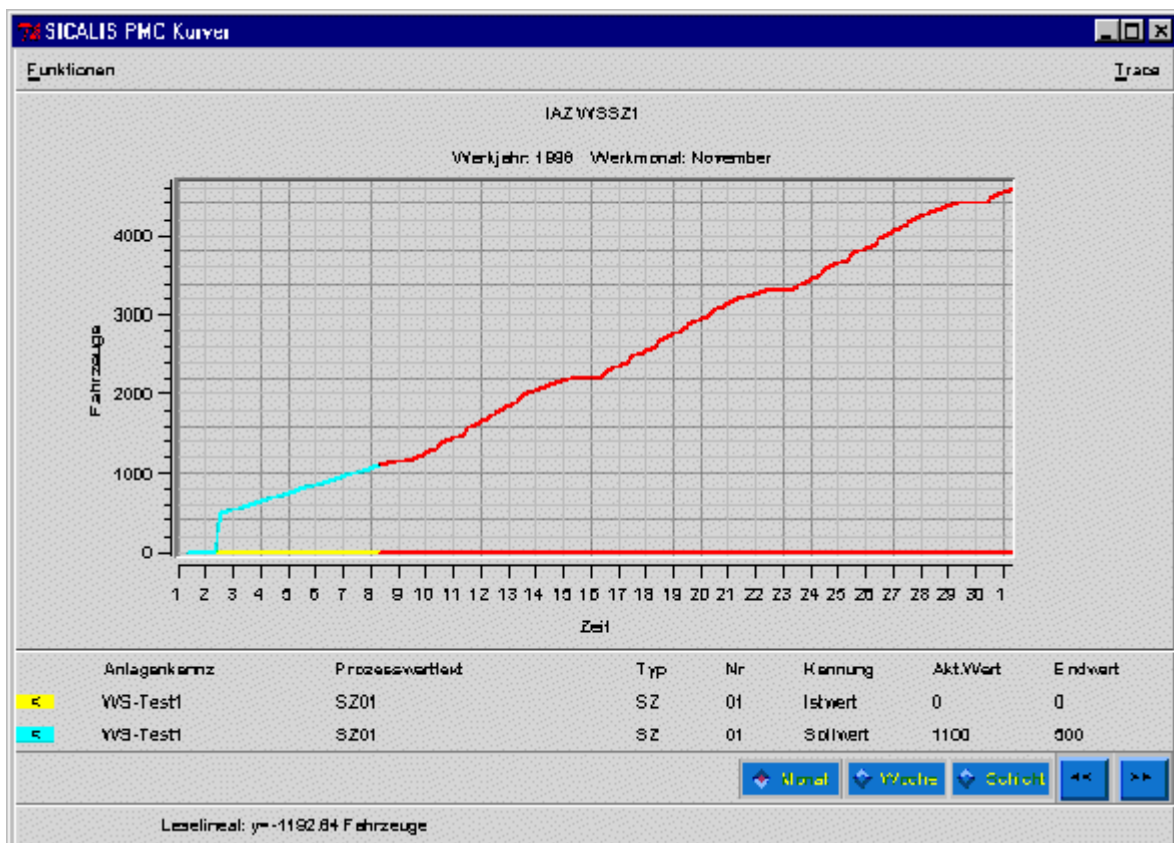 SICALIS PMC Kurven
Funktionen Trace
IAZ WSSZ1
Werkjahr: 1996 Werkmonat: November
4000
3000
2000
1000
0
Fahrzeuge
1 2 3 4 5 6 7 8 9 10 11 12 13 14 15 16 17 18 19 20 21 22 23 24 25 26 27 28 29 30 1
Zeit
Anlagenkennz Prozesswerttext Typ Nr Kennung Akt.Wert Endwert
< WS-Test1 SZ01 SZ 01 Istwert 0 0
< WS-Test1 SZ01 SZ 01 Sollwert 1100 500
Monat Woche Schicht << >>
Leselineal: y=-1192.64 Fahrzeuge